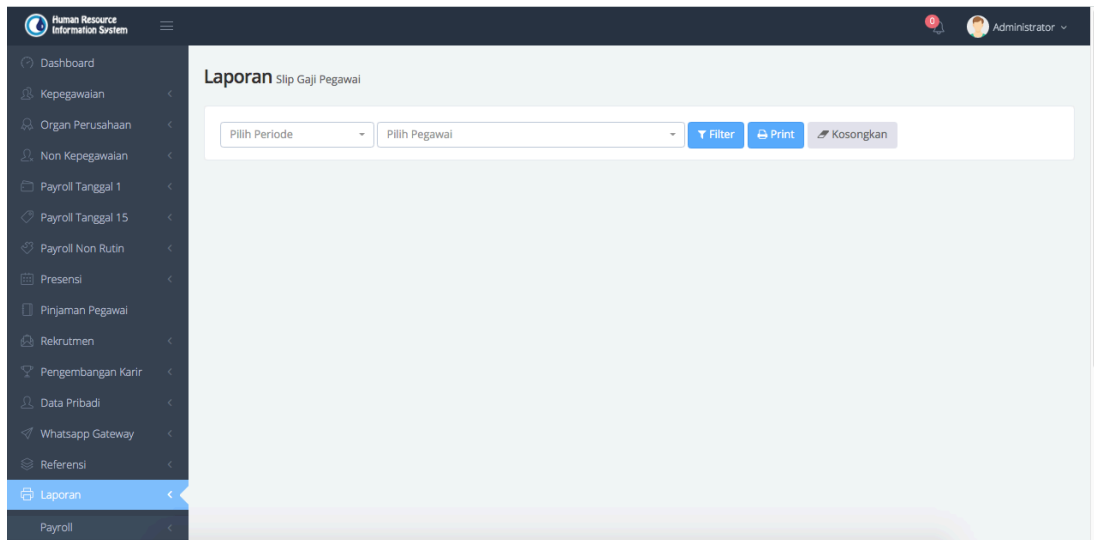 Human Resource
Information System
0
Administrator
Dashboard
Kepegawaian
Organ Perusahaan
Non Kepegawaian
Payroll Tanggal 1
Payroll Tanggal 15
Payroll Non Rutin
Presensi
Pinjaman Pegawai
Rekrutmen
Pengembangan Karir
Data Pribadi
Whatsapp Gateway
Referensi
Laporan
Payroll
Laporan Slip Gaji Pegawai
Pilih Periode Pilih Pegawai Filter Print Kosongkan